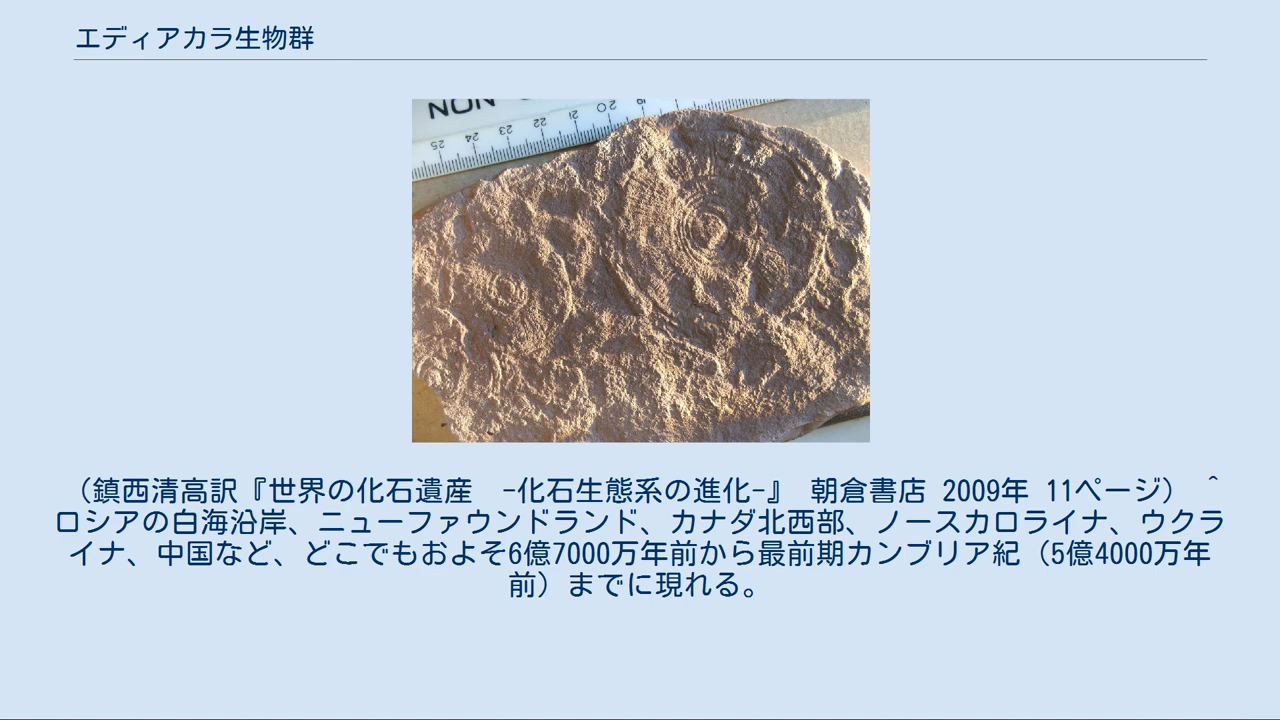 エディアカラ生物群
NON
25 24 23 22 21 20 19
（鎮西清高訳『世界の化石遺産　-化石生態系の進化-』 朝倉書店 2009年 11ページ） ^
ロシアの白海沿岸、ニューファウンドランド、カナダ北西部、ノースカロライナ、ウクラ
イナ、中国など、どこでもおよそ6億7000万年前から最前期カンブリア紀（5億4000万年
前）までに現れる。